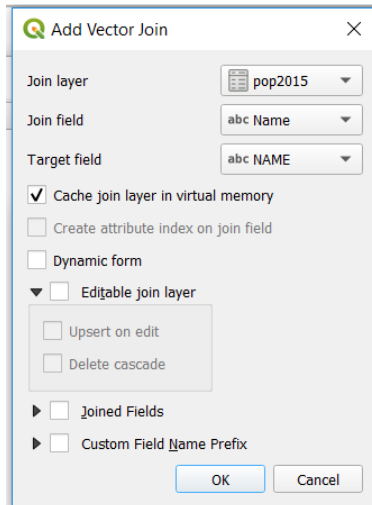 Add Vector Join
Join layer pop2015
Join field abc Name
Target field abc NAME
Cache join layer in virtual memory
Create attribute index on join field
Dynamic form
Editable join layer
Upsert on edit
Delete cascade
Joined Fields
Custom Field Name Prefix
OK Cancel